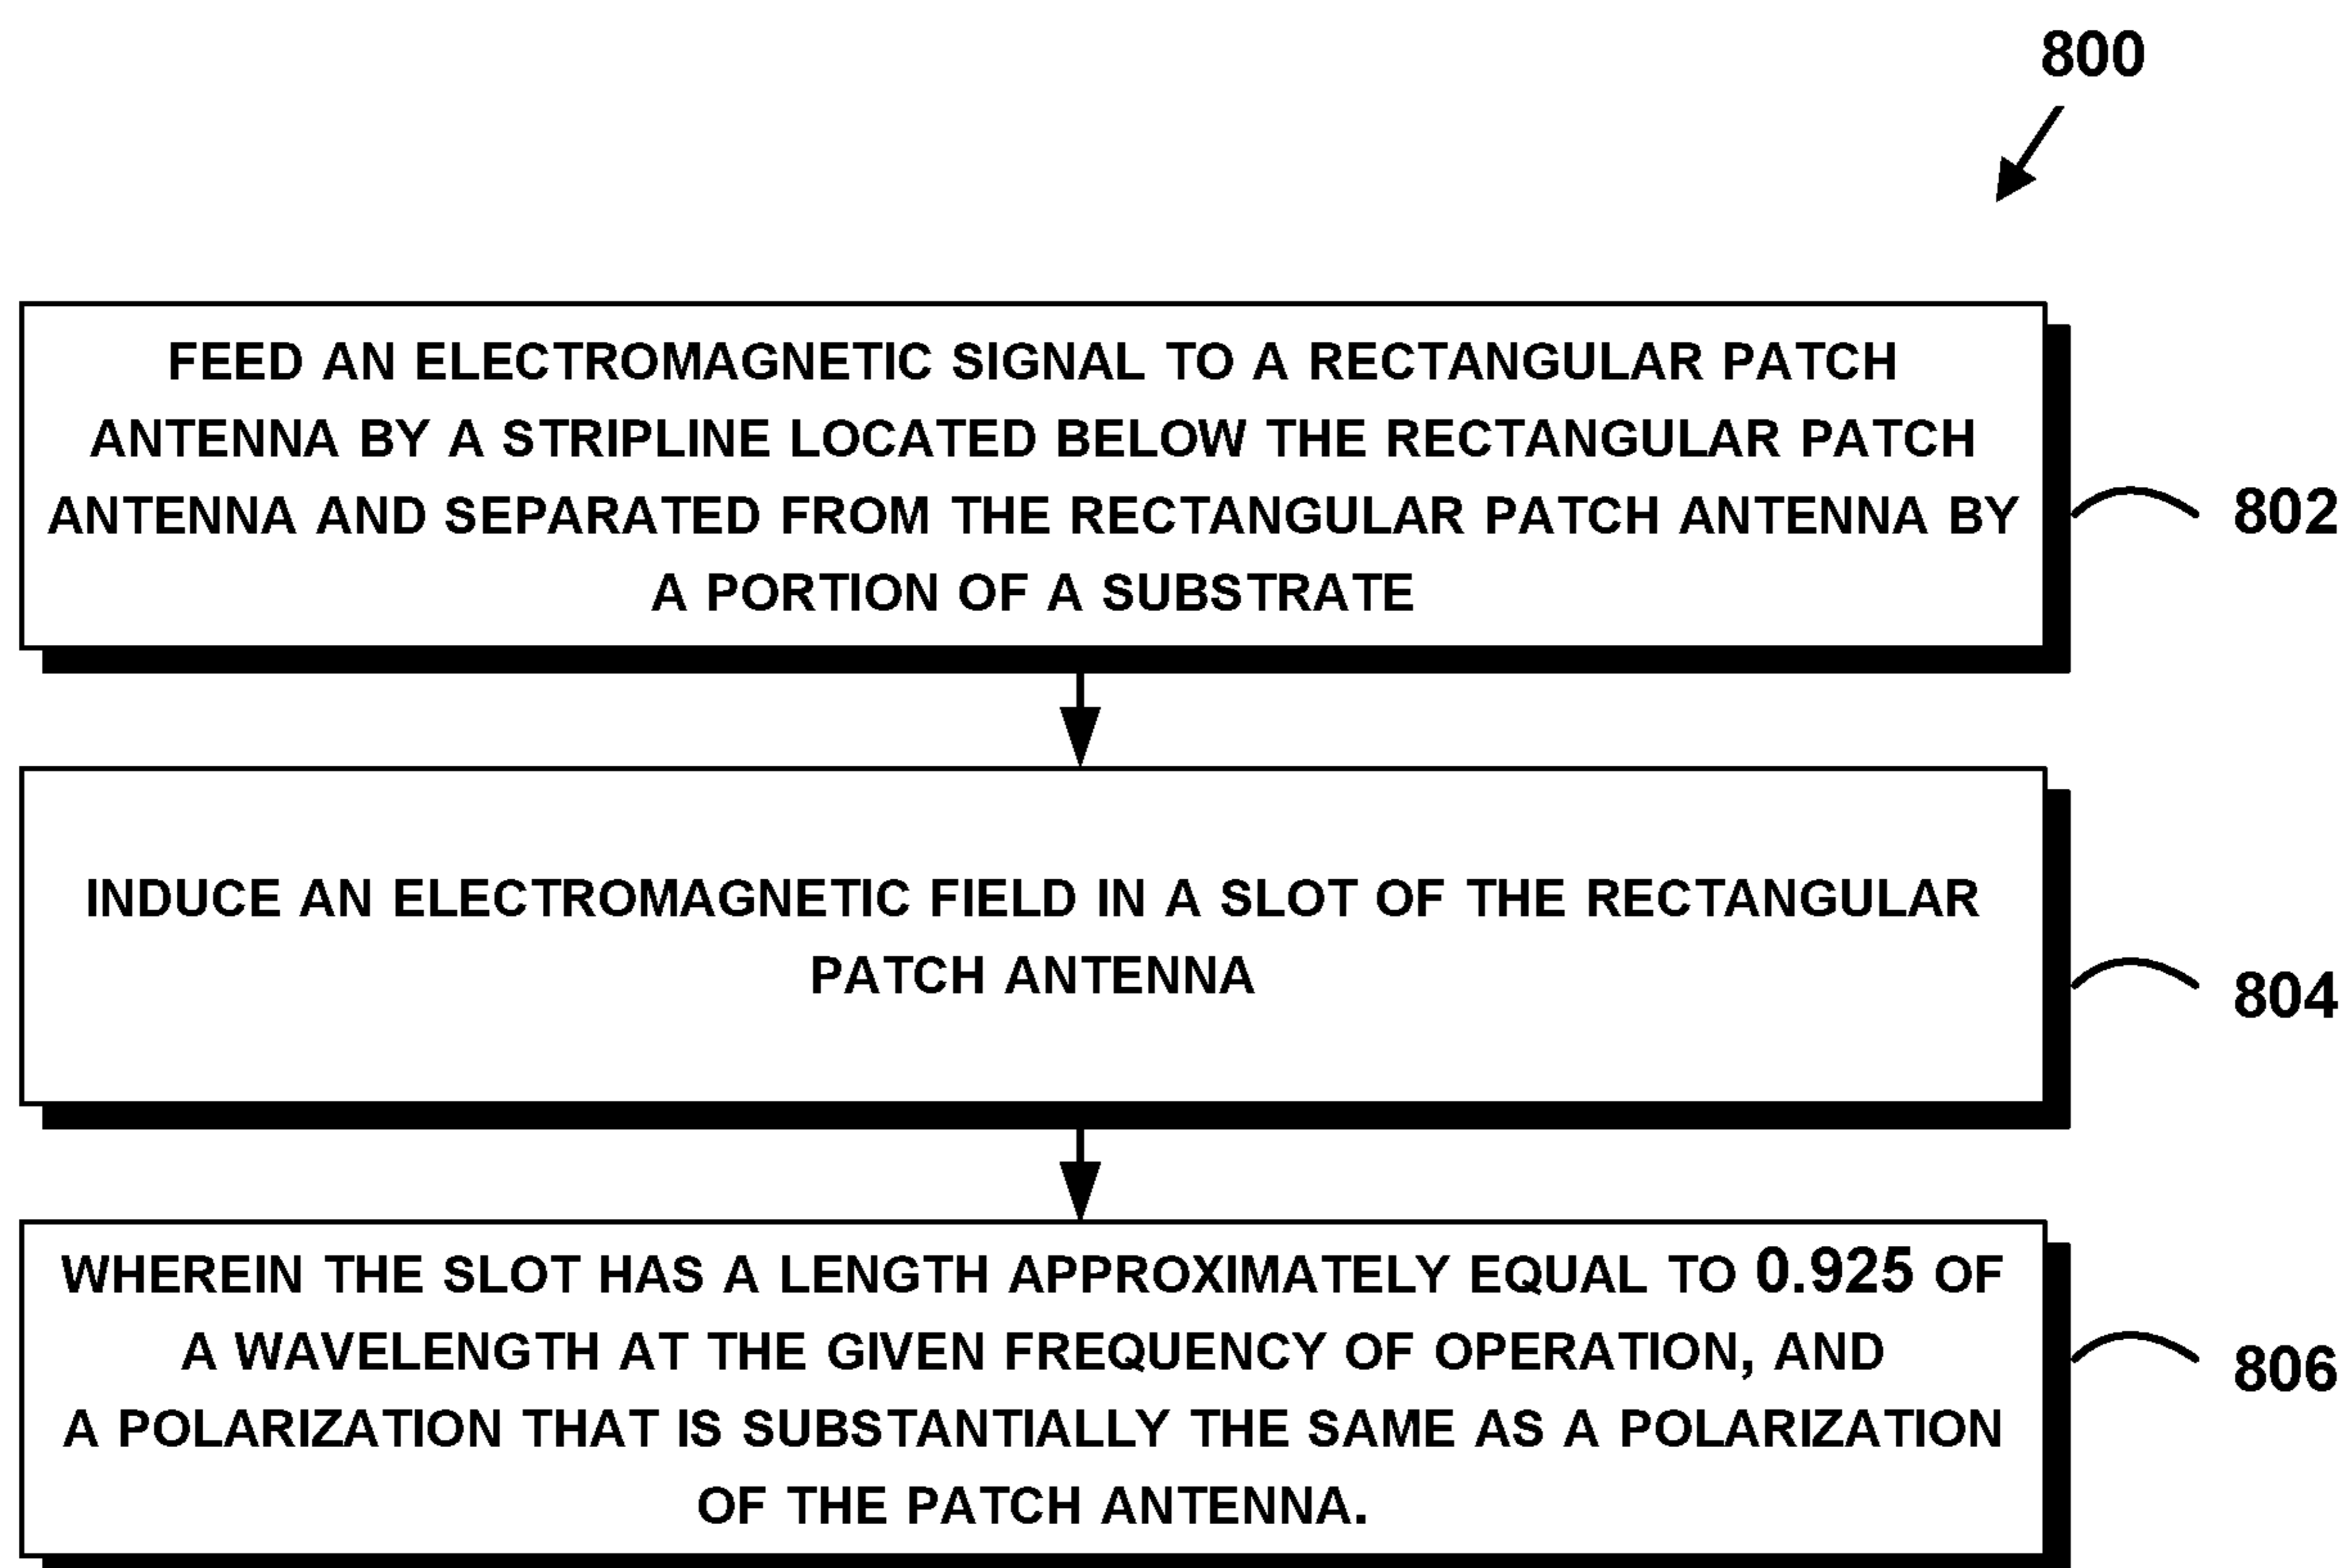 800
FEED AN ELECTROMAGNETIC SIGNAL TO A RECTANGULAR PATCH
ANTENNA BY A STRIPLINE LOCATED BELOW THE RECTANGULAR PATCH
ANTENNA AND SEPARATED FROM THE RECTANGULAR PATCH ANTENNA BY
A PORTION OF A SUBSTRATE
802
INDUCE AN ELECTROMAGNETIC FIELD IN A SLOT OF THE RECTANGULAR
PATCH ANTENNA
804
WHEREIN THE SLOT HAS A LENGTH APPROXIMATELY EQUAL TO 0.925 OF
A WAVELENGTH AT THE GIVEN FREQUENCY OF OPERATION, AND
A POLARIZATION THAT IS SUBSTANTIALLY THE SAME AS A POLARIZATION
OF THE PATCH ANTENNA.
806